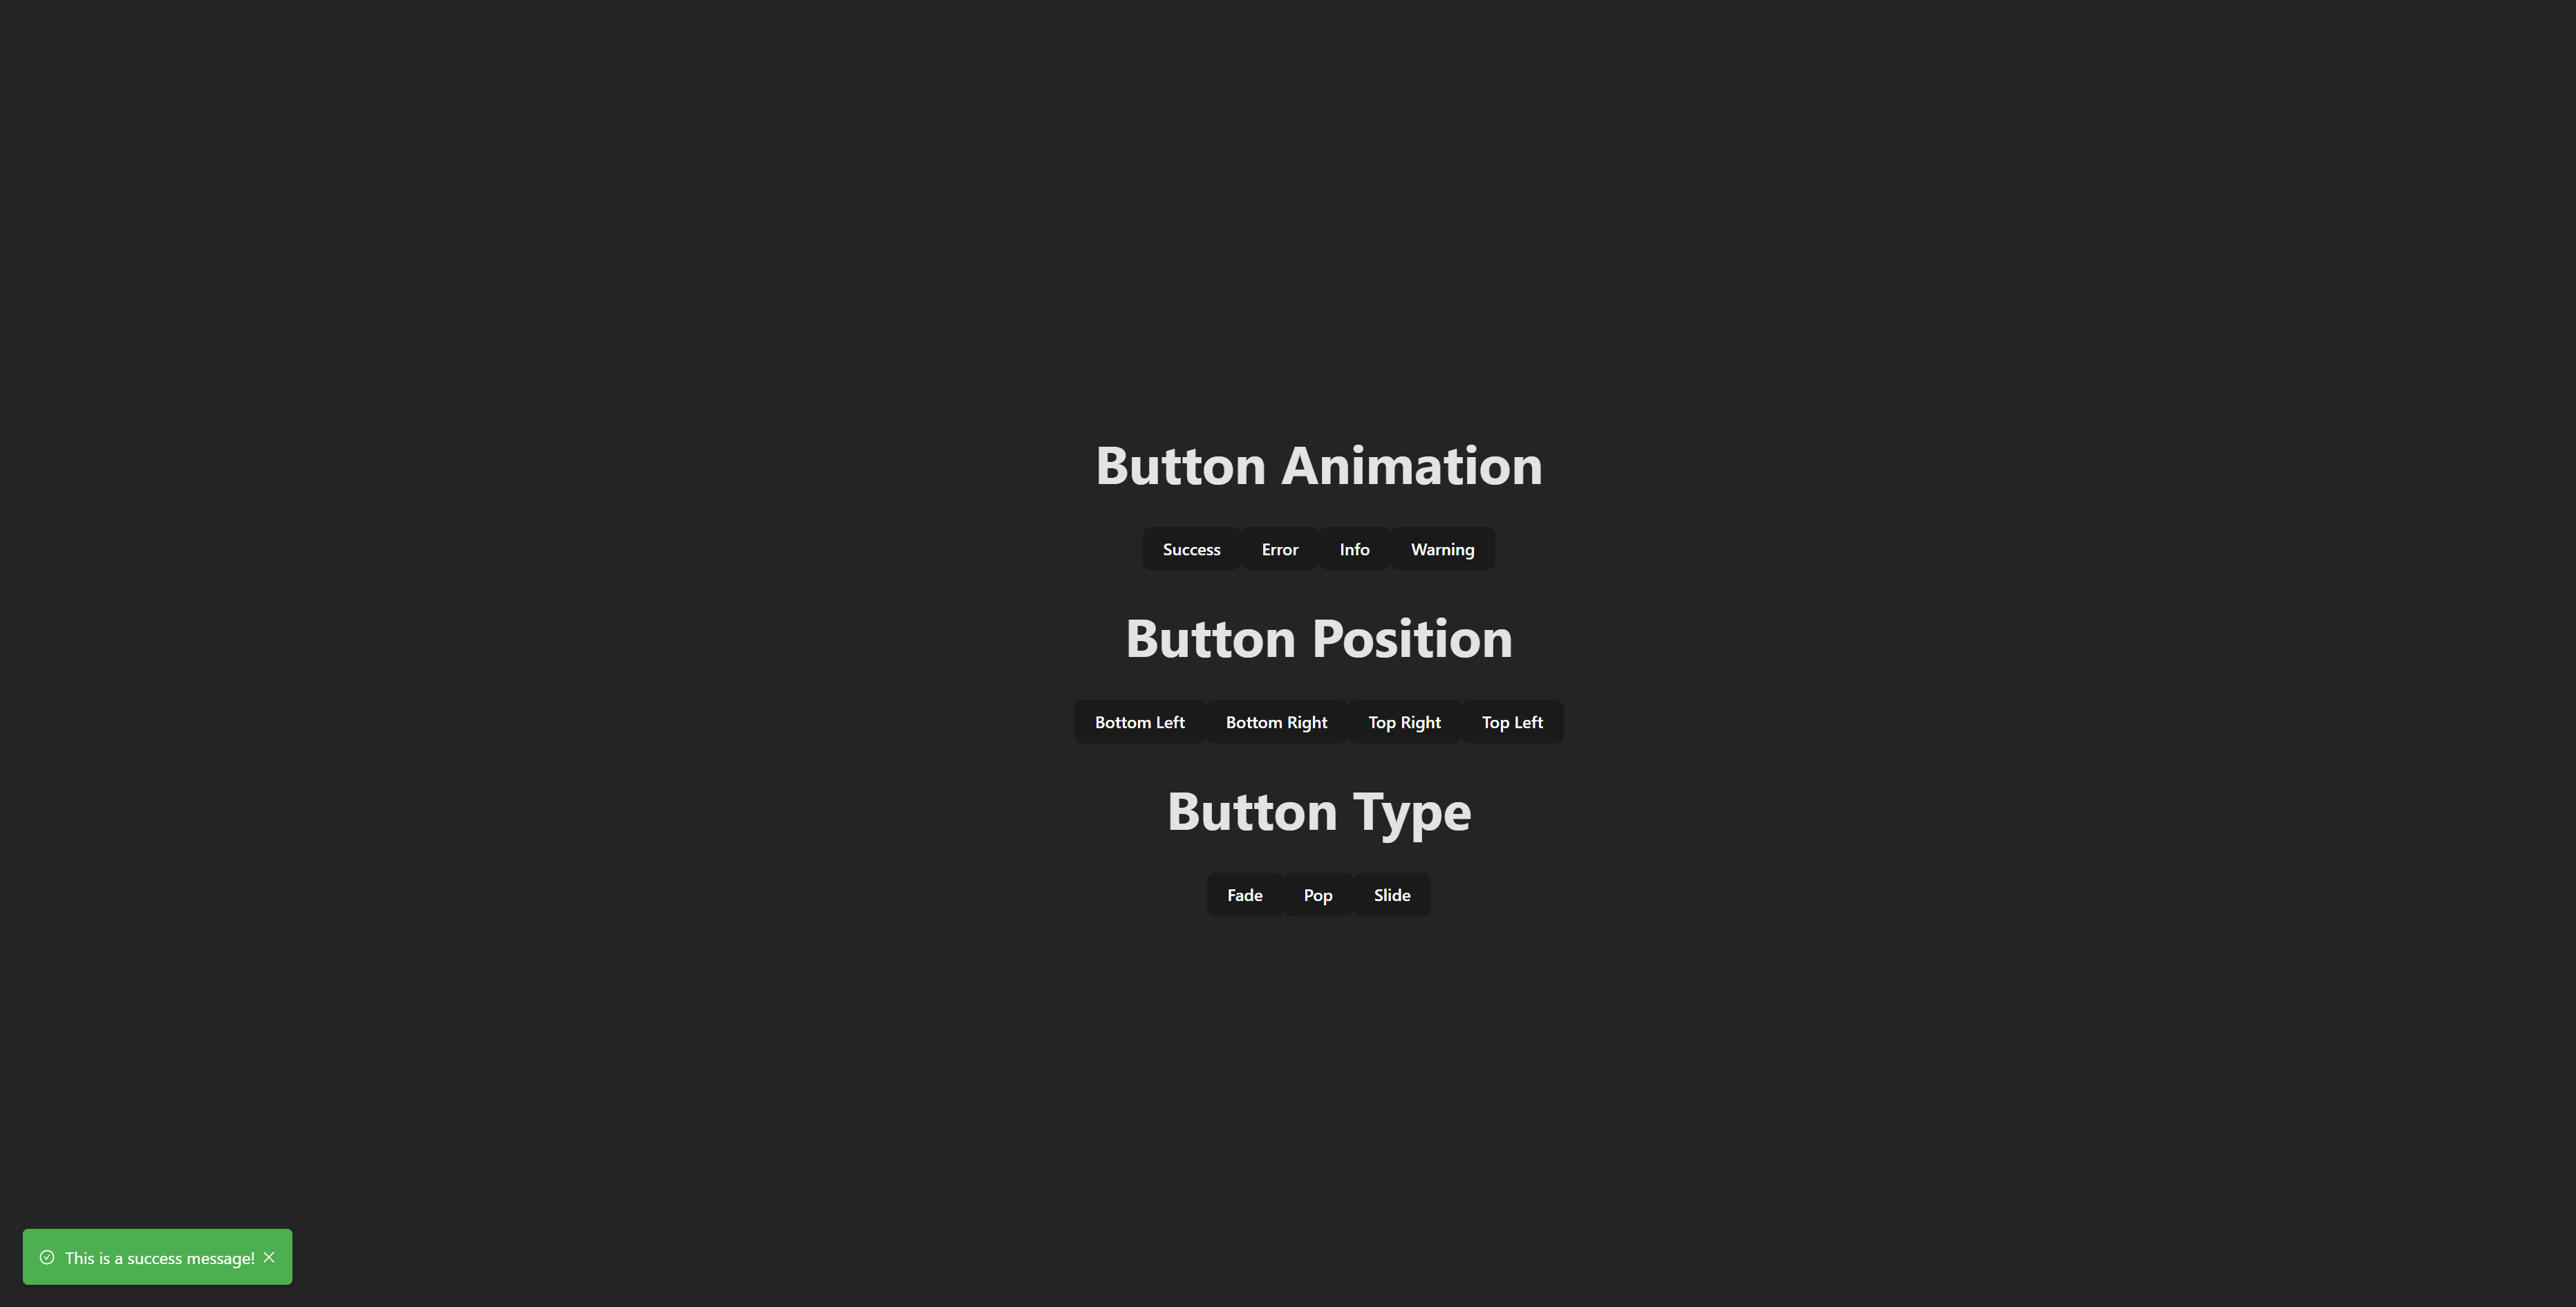 Button Animation
Success Error Info Warning
Button Position
Bottom Left Bottom Right Top Right Top Left
Button Type
Fade Pop Slide
This is a success message!